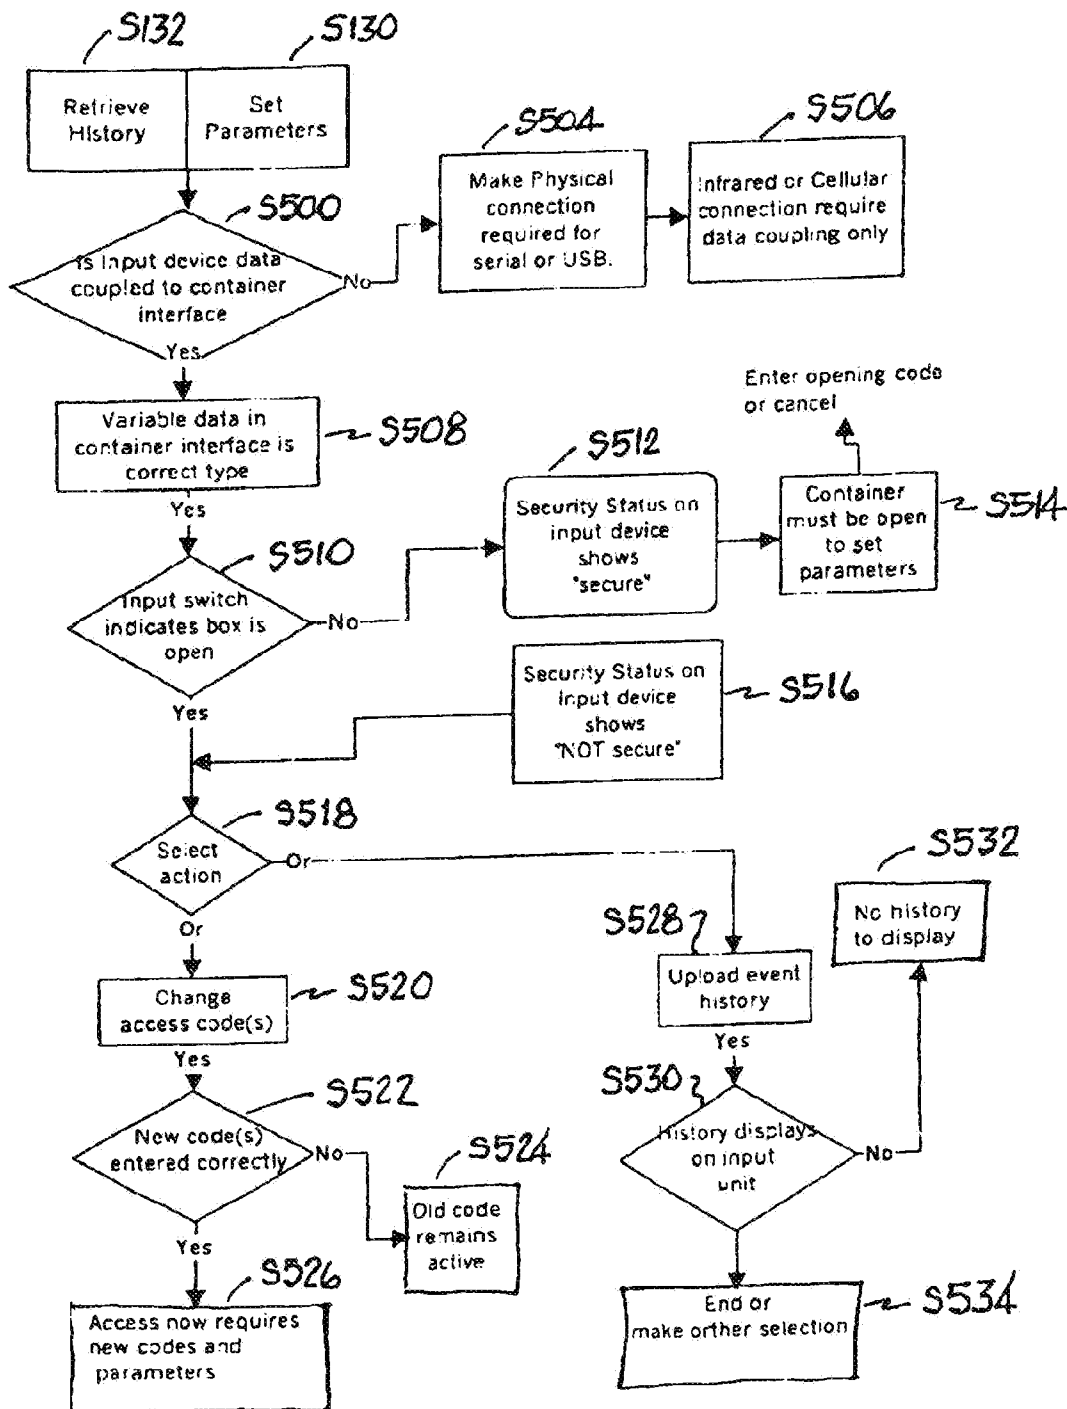 S132
S130
Retrieve
History
Set
Parameters
S500
Is input device data
coupled to container
interface
No
S504
Make Physical
connection
required for
serial or USB.
S506
Infrared or Cellular
connection require
data coupling only
Yes
Variable data in
container interface is
correct type
S508
Yes
S510
Input switch
indicates box is
open
No
S512
Security Status on
input device
shows
"secure"
Enter opening code
or cancel
Container
must be open
to set
parameters
S514
Yes
Security Status on
input device
shows
"NOT secure"
S516
S518
Select
action
Or
Or
S520
Change
access code(s)
Yes
S522
New code(s)
entered correctly
No
S524
Old code
remains
active
Yes
S526
Access now requires
new codes and
parameters
S528
Upload event
history
Yes
S530
History displays
on input
unit
No
S532
No history
to display
End or
make orther selection
S534